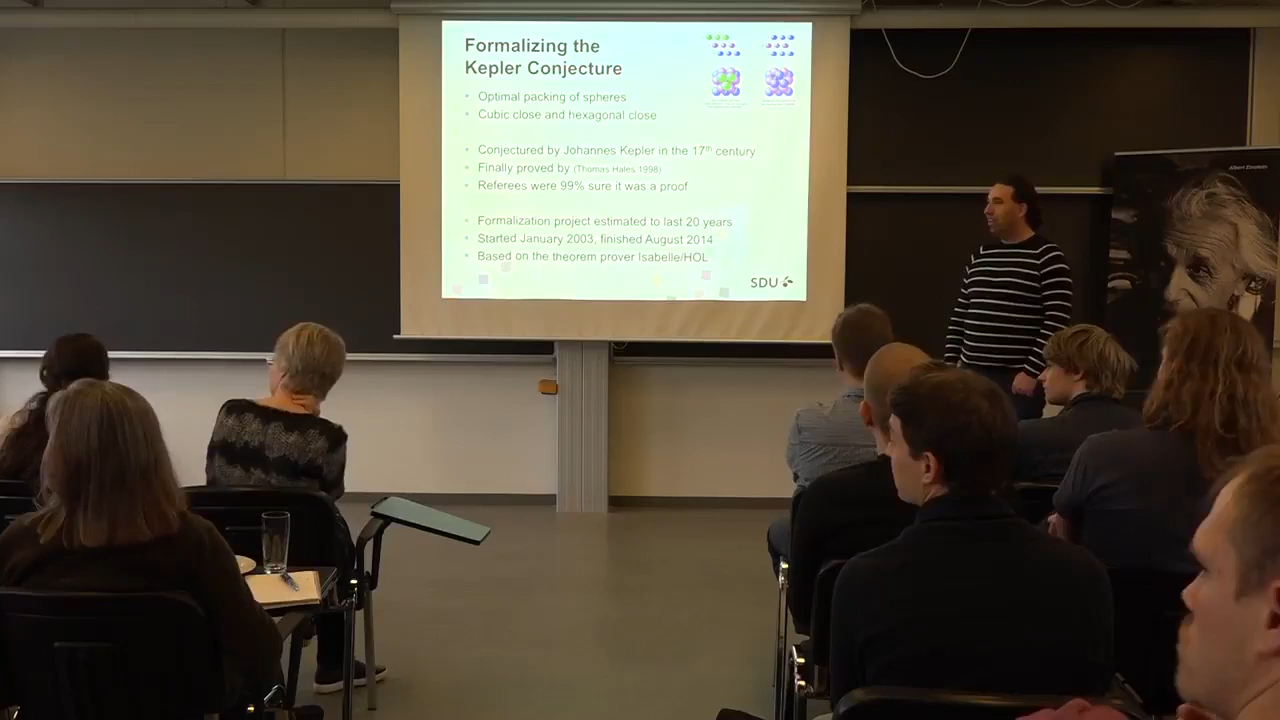 Formalizing the
Kepler Conjecture
• Optimal packing of spheres
• Cubic close and hexagonal close
• Conjectured by Johannes Kepler in the 17th century
• Finally proved by (Thomas Hales 1998)
• Referees were 99% sure it was a proof
• Formalization project estimated to last 20 years
• Started January 2003, finished August 2014
• Based on the theorem prover Isabelle/HOL
SDU
Albert Einstein